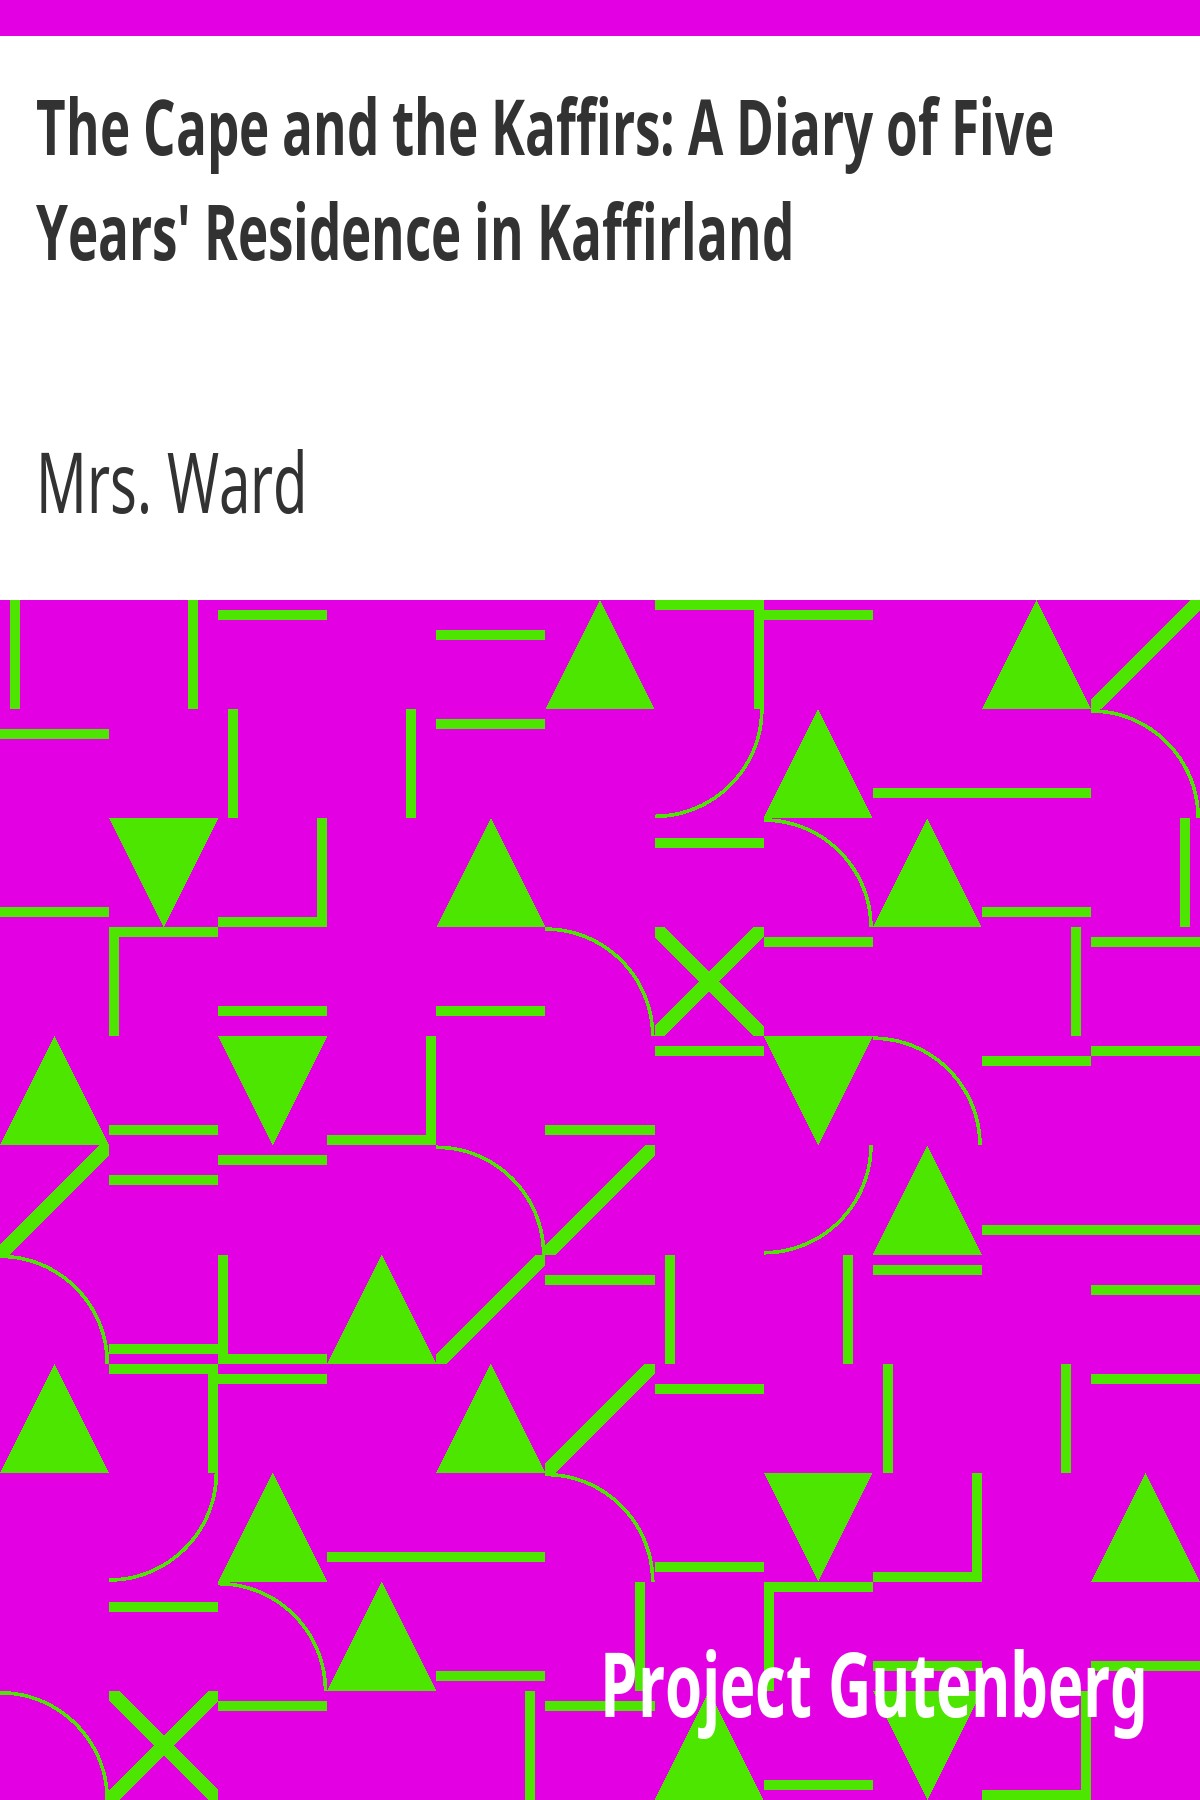 The Cape and the Kaffirs: A Diary of Five
Years' Residence in Kaffirland
Mrs. Ward
Project Gutenberg